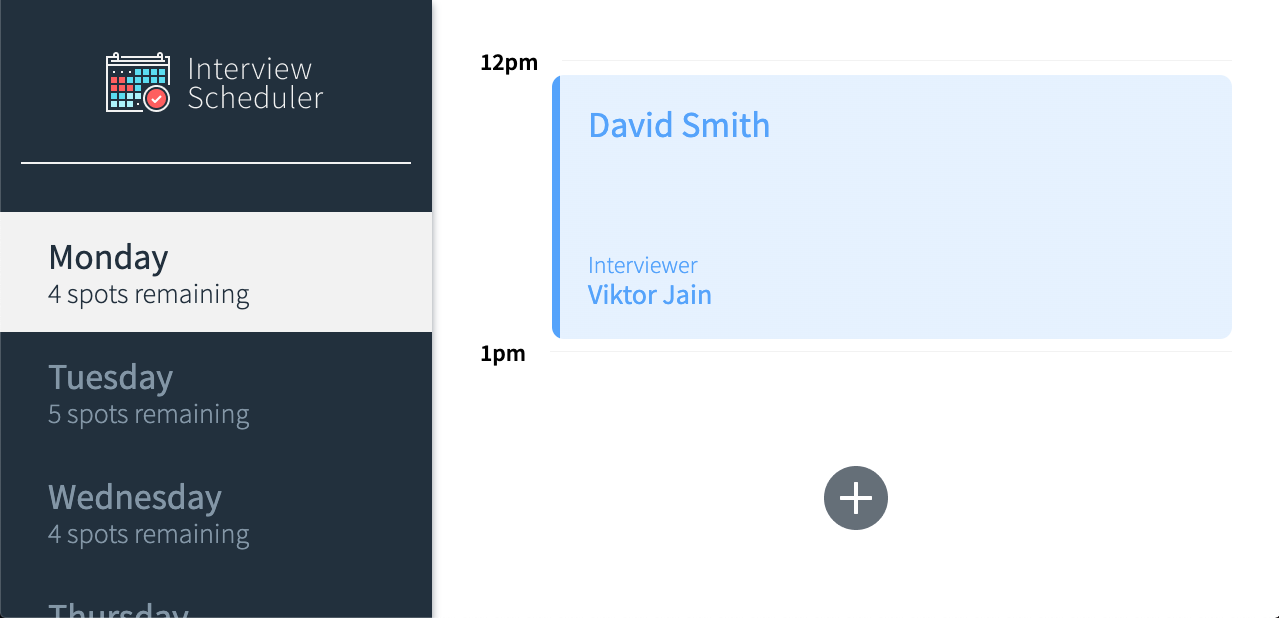 Interview
Scheduler
Monday
4 spots remaining
Tuesday
5 spots remaining
Wednesday
4 spots remaining
Thursday
12pm
David Smith
Interviewer
Viktor Jain
1pm